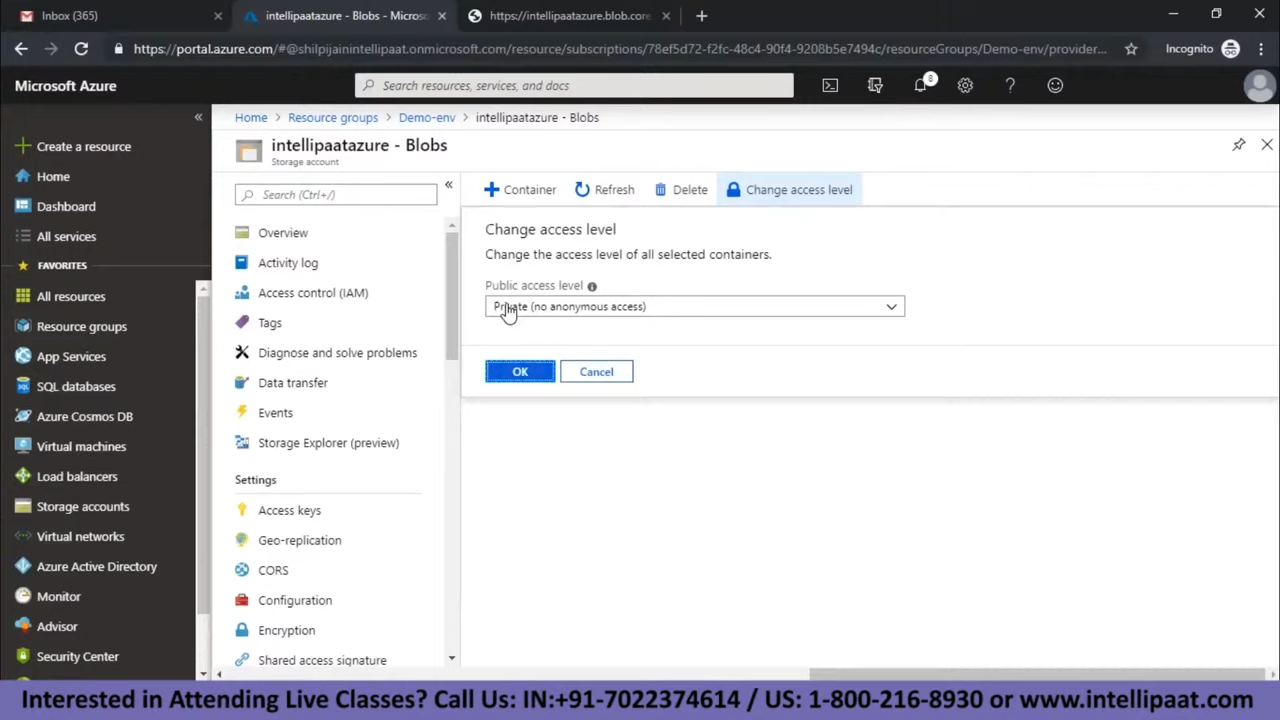 Inbox (365)
intellipaatazure - Blobs - Micros
https://intellipaatazure.blob.core
https://portal.azure.com/#@shilpijainintellipaat.onmicrosoft.com/resource/subscriptions/78ef5d72-f2fc-48c4-90f4-9208b5e7494c/resourceGroups/Demo-env/provider...
Incognito
Microsoft Azure
Search resources, services, and docs
8
Create a resource
Home
Dashboard
All services
FAVORITES
All resources
Resource groups
App Services
SQL databases
Azure Cosmos DB
Virtual machines
Load balancers
Storage accounts
Virtual networks
Azure Active Directory
Monitor
Advisor
Security Center
Home > Resource groups > Demo-env > intellipaatazure - Blobs
intellipaatazure - Blobs
Storage account
Search (Ctrl+/)
Overview
Activity log
Access control (IAM)
Tags
Diagnose and solve problems
Data transfer
Events
Storage Explorer (preview)
Settings
Access keys
Geo-replication
CORS
Configuration
Encryption
Shared access signature
Container
Refresh
Delete
Change access level
Change access level
Change the access level of all selected containers.
Public access level
Private (no anonymous access)
OK
Cancel
Interested in Attending Live Classes? Call Us: IN:+91-7022374614 / US: 1-800-216-8930 or www.intellipaat.com